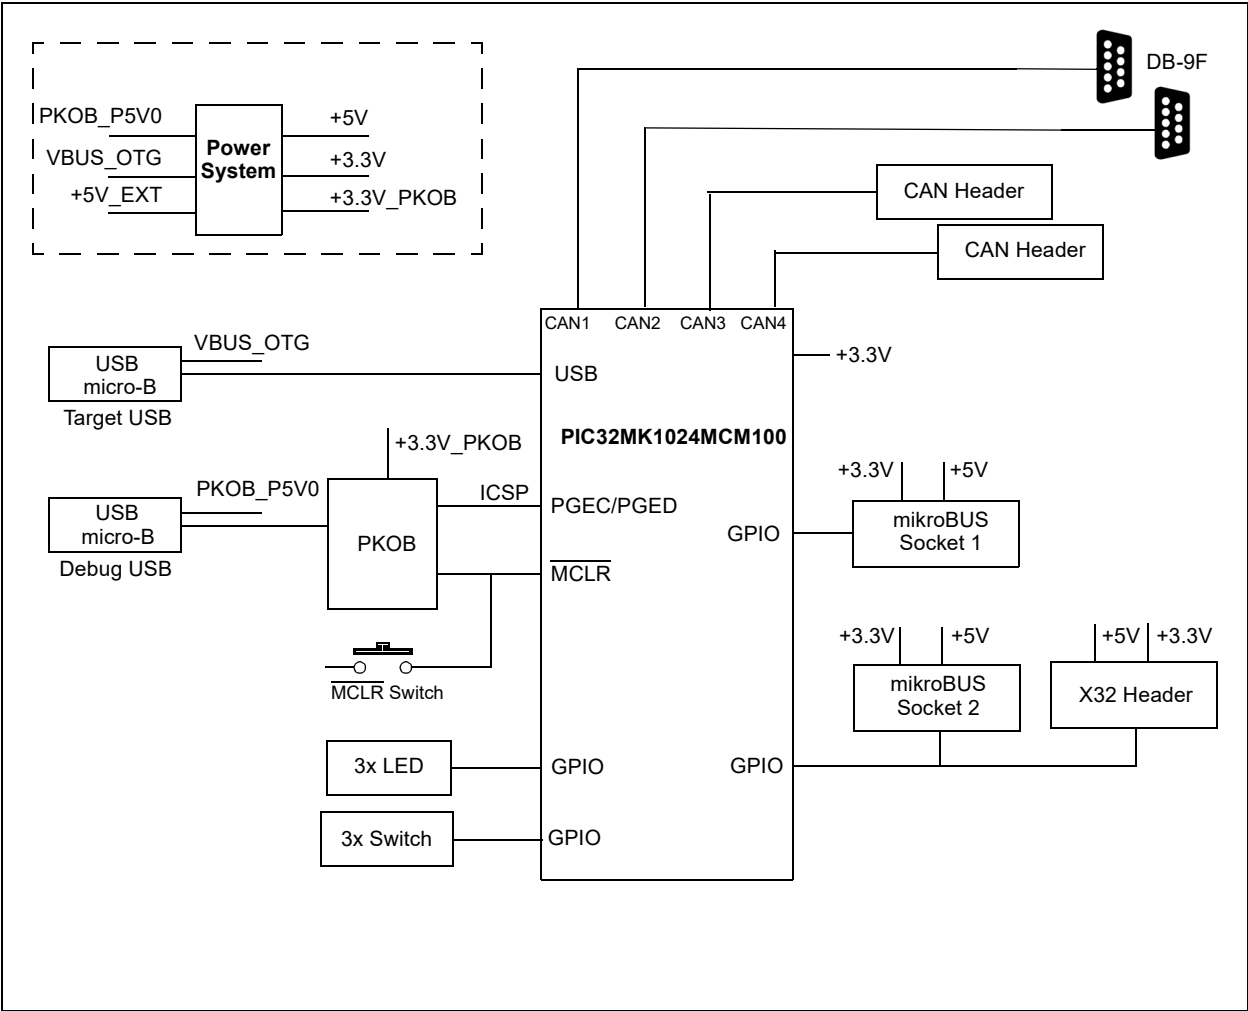 DB-9F
PKOB_P5V0
+5V
Power
System
VBUS_OTG
+3.3V
+5V_EXT
+3.3V_PKOB
CAN Header
CAN Header
CAN1 CAN2 CAN3 CAN4
VBUS_OTG
+3.3V
USB
micro-B
USB
Target USB
PIC32MK1024MCM100
+3.3V_PKOB
+3.3V +5V
PKOB_P5V0
ICSP
PGEC/PGED
USB
micro-B
mikroBUS
Socket 1
GPIO
PKOB
Debug USB
MCLR
+3.3V +5V
+5V +3.3V
MCLR Switch
mikroBUS
Socket 2
X32 Header
3x LED
GPIO
GPIO
3x Switch
GPIO